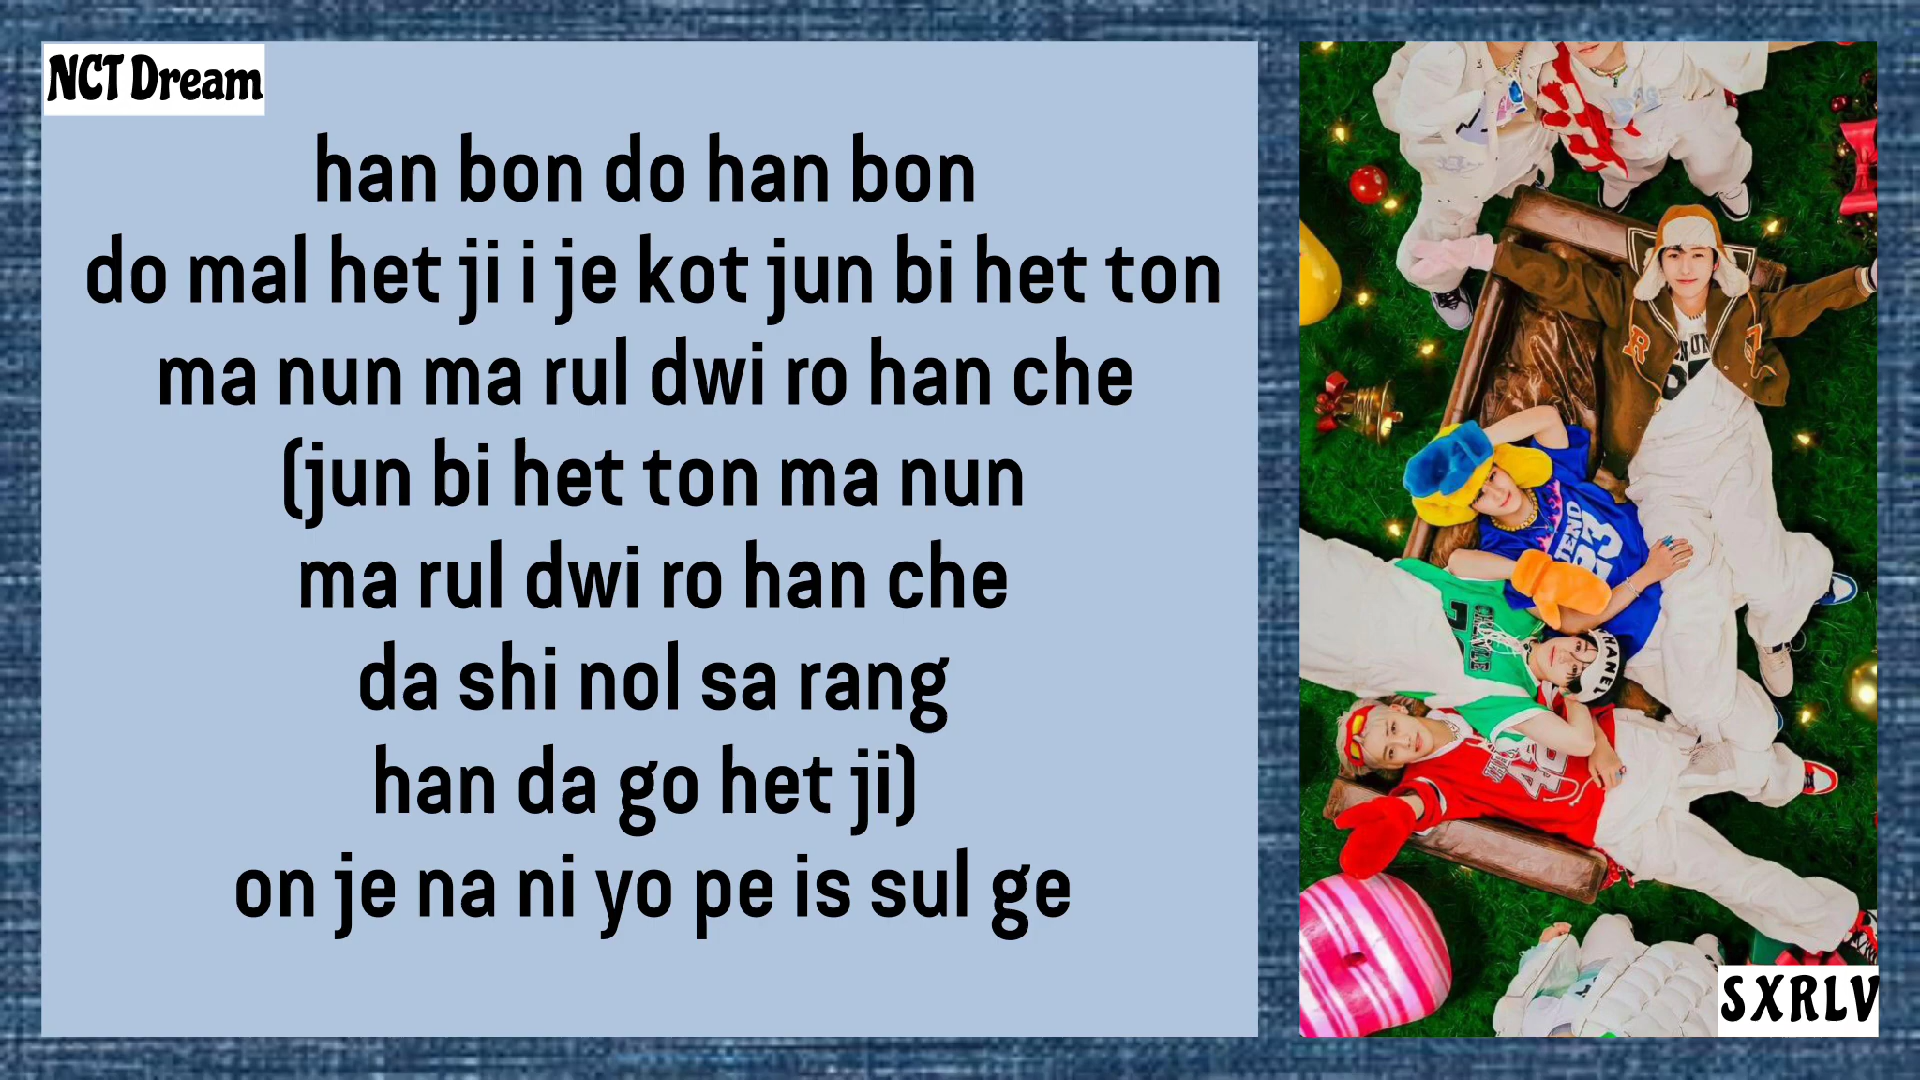 NCT Dream
han bon do han bon
do mal het ji i je kot jun bi het ton
ma nun ma rul dwi ro han che
(jun bi het ton ma nun
ma rul dwi ro han che
da shi nol sa rang
han da go het ji)
on je na ni yo pe is sul ge
R
CHENLE
CHANEL
SXRLV